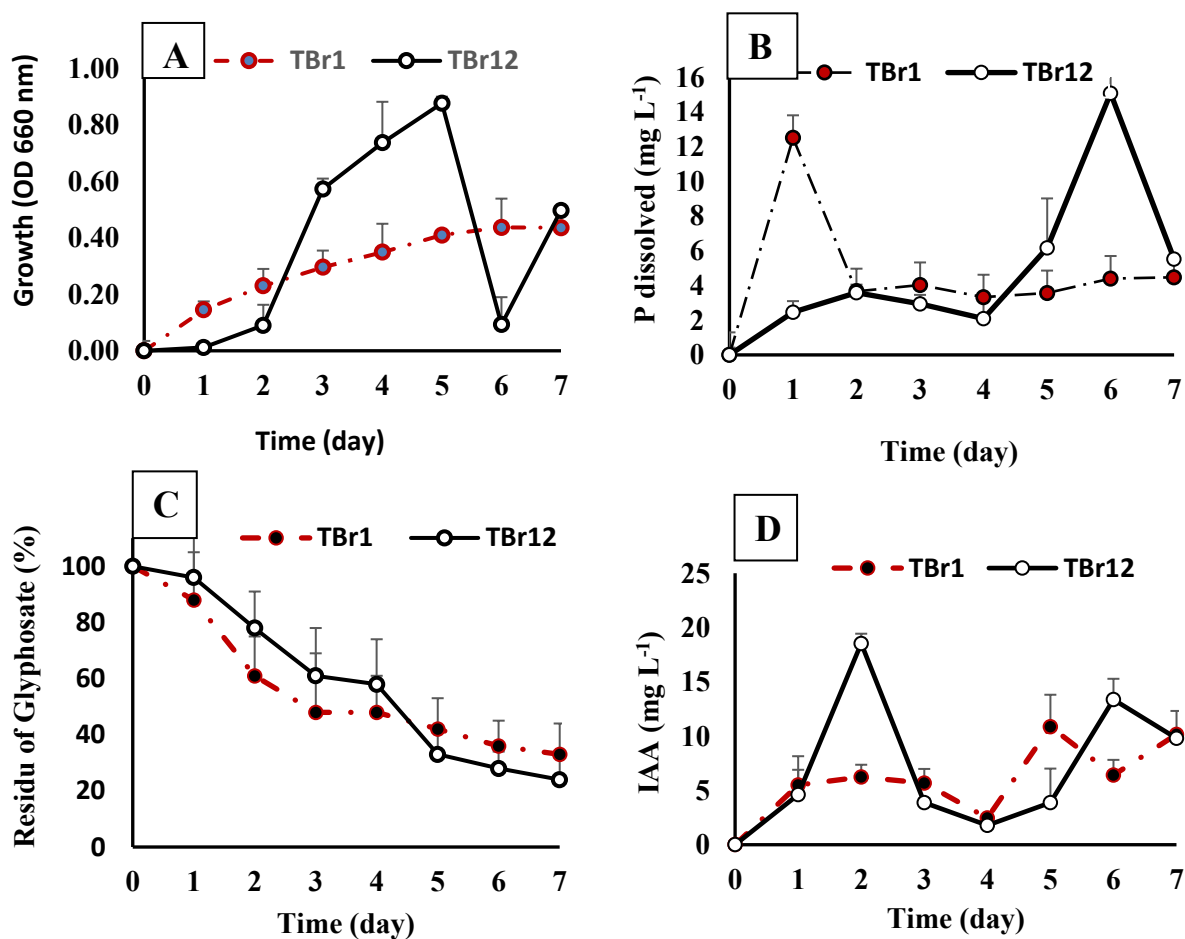 A
TBr1
TBr12
1.00
0.80
0.60
0.40
0.20
0.00
Growth (OD 660 nm)
0 1 2 3 4 5 6 7
Time (day)
B
TBr1
TBr12
16
14
12
10
8
6
4
2
0
P dissolved (mg L-1)
0 1 2 3 4 5 6 7
Time (day)
C
TBr1
TBr12
100
80
60
40
20
0
Residu of Glyphosate (%)
0 1 2 3 4 5 6 7
Time (day)
D
TBr1
TBr12
25
20
15
10
5
0
IAA (mg L-1)
0 1 2 3 4 5 6 7
Time (day)